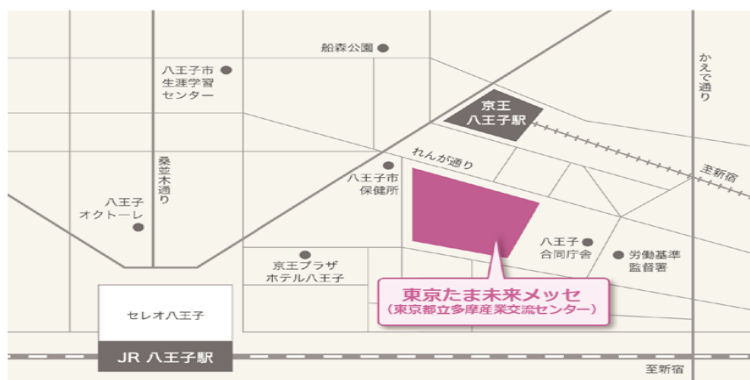 船森公園
八王子市
生涯学習
センター
かえで通り
京王
八王子駅
れんが通り
至新宿
桑並木通り
八王子市
保健所
八王子
オクトーレ
八王子
合同庁舎
労働基準
監督署
京王プラザ
ホテル八王子
東京たま未来メッセ
(東京都立多摩産業交流センター)
セレオ八王子
JR 八王子駅
至新宿